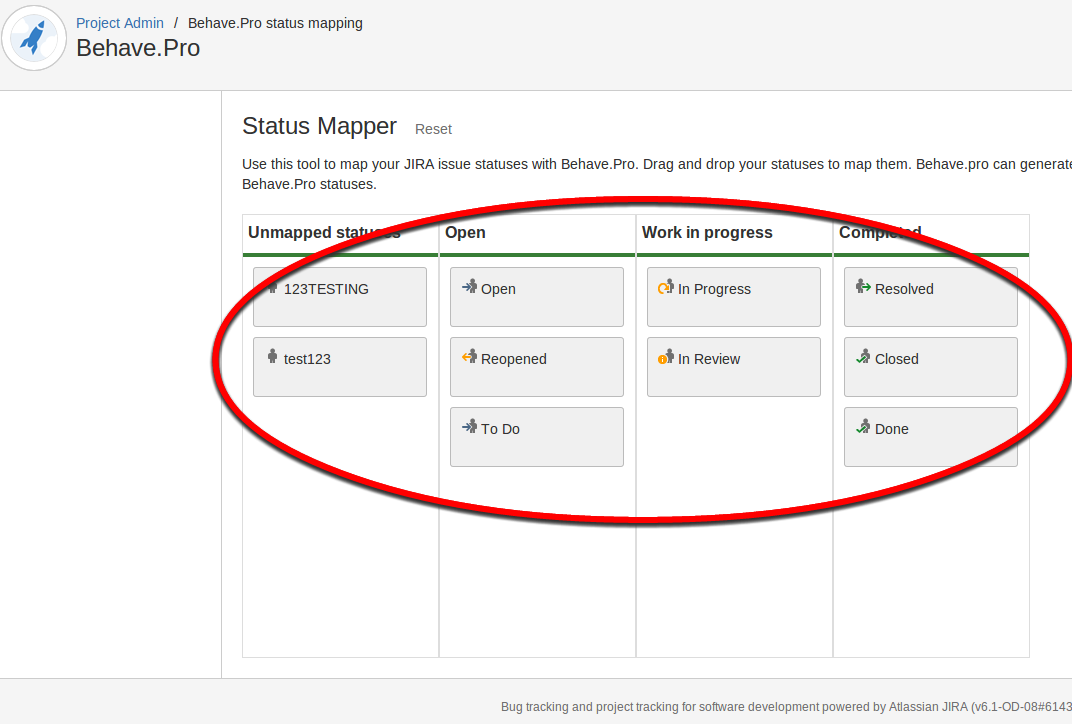 Project Admin / Behave.Pro status mapping
Behave.Pro
Status Mapper Reset
Use this tool to map your JIRA issue statuses with Behave.Pro. Drag and drop your statuses to map them. Behave.pro can generate
Behave.Pro statuses.
Unmapped statuses Open Work in progress Completed
123TESTING Open In Progress Resolved
test123 Reopened In Review Closed
To Do Done
Bug tracking and project tracking for software development powered by Atlassian JIRA (v6.1-OD-08#6143